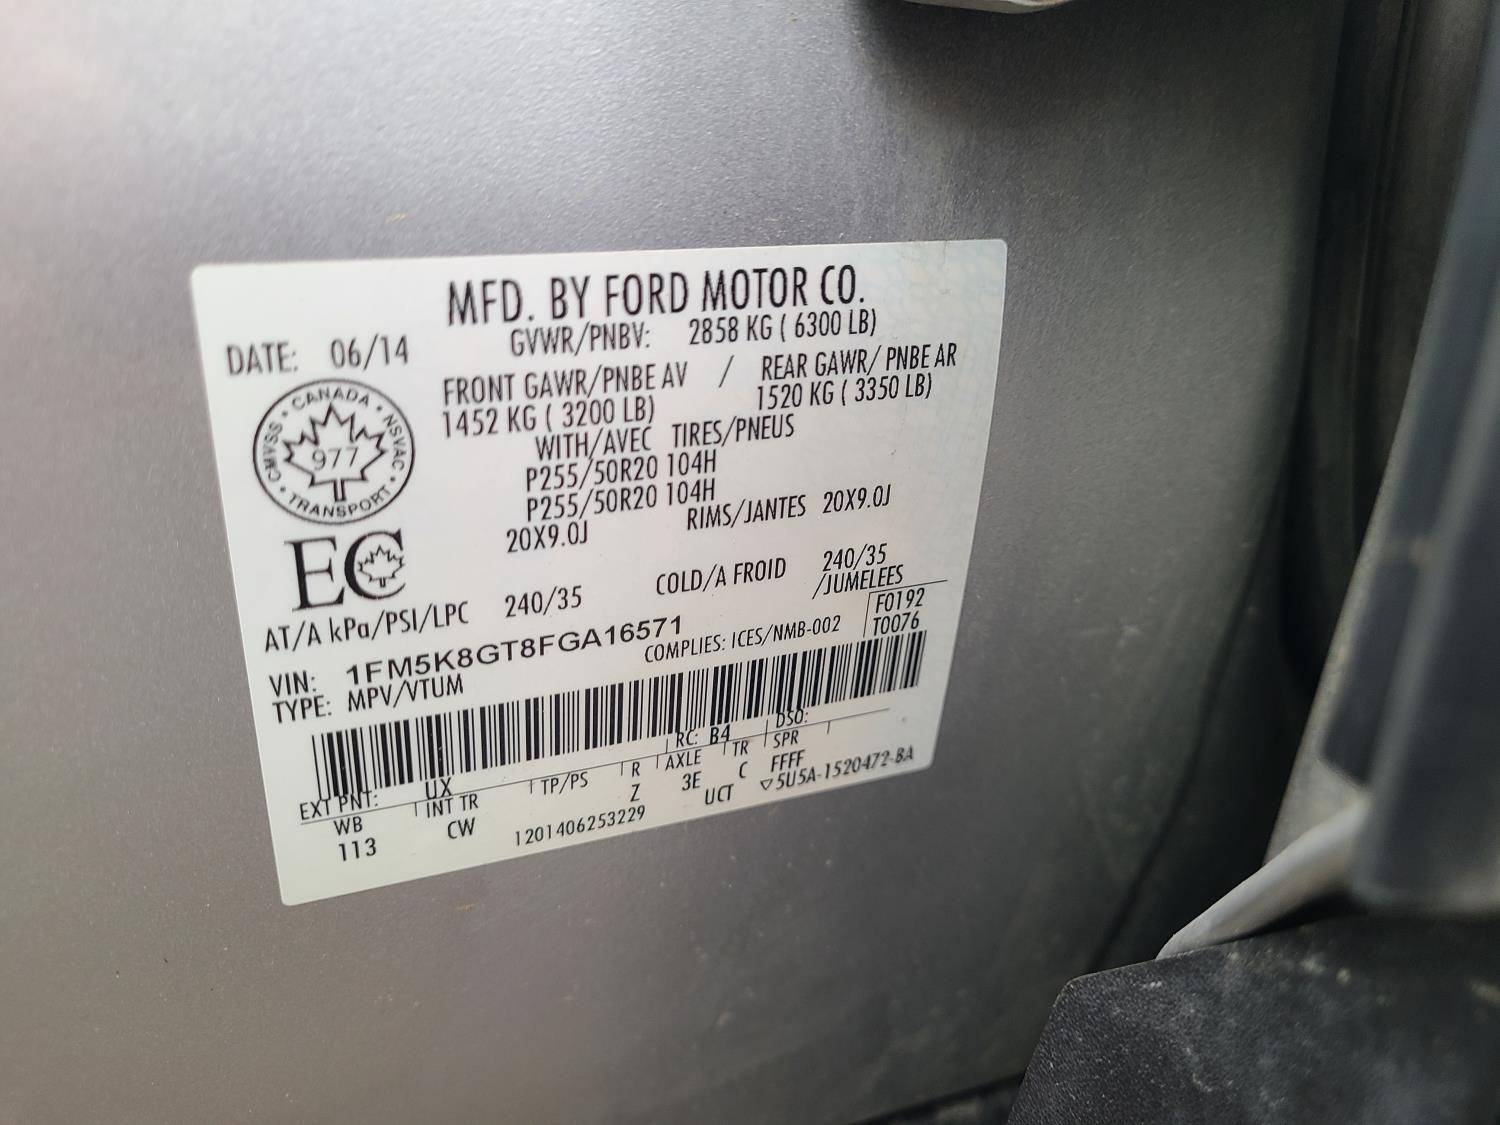 MFD. BY FORD MOTOR CO.
DATE: 06/14
GVWR/PNBV: 2858 KG ( 6300 LB)
FRONT GAWR/PNBE AV / REAR GAWR/ PNBE AR
1452 KG ( 3200 LB) 1520 KG ( 3350 LB)
WITH/AVEC TIRES/PNEUS
P255/50R20 104H
P255/50R20 104H
20X9.0J RIMS/JANTES 20X9.0J
CANADA
CMVSS • NSVAC
977
TRANSPORT
EC
AT/A kPa/PSI/LPC 240/35 COLD/A FROID 240/35
/JUMELEES
VIN: 1FM5K8GT8FGA16571
COMPLIES: ICES/NMB-002
F0192
T0076
TYPE: MPV/VTUM
EXT PNT: UX RC: B4 DSO:
WB INT TR TP/PS R AXLE TR SPR
113 CW Z 3E C FFFF
1201406253229 UCT ▽5U5A-1520472-BA